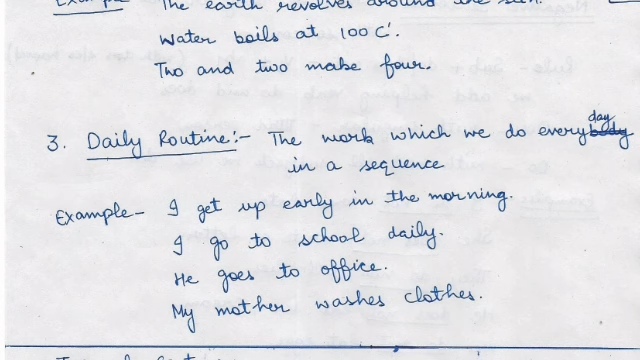 The earth revolves around the sun.
Water boils at 100 C'.
Two and two make four.
3. Daily Routine:- The work which we do everyday
in a sequence
Example- I get up early in the morning.
I go to school daily.
He goes to office.
My mother washes clothes.